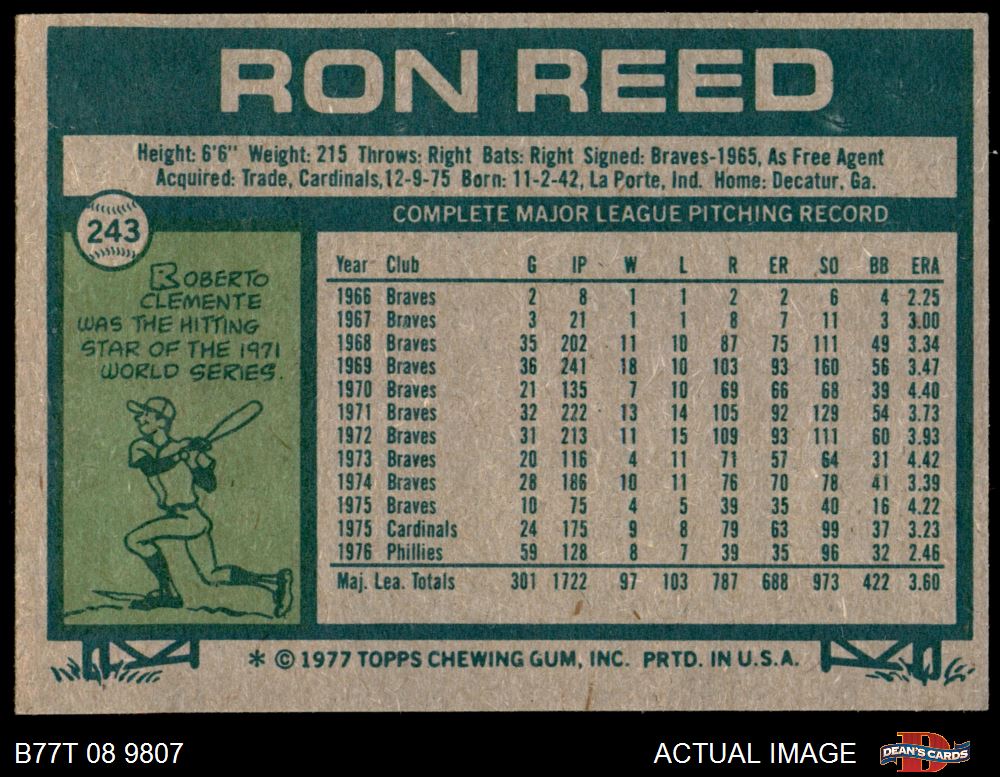 RON REED
Height: 6'6" Weight: 215 Throws: Right Bats: Right Signed: Braves-1965, As Free Agent
Acquired: Trade, Cardinals,12-9-75 Born: 11-2-42, La Porte, Ind. Home: Decatur, Ga.
243
ROBERTO
CLEMENTE
WAS THE HITTING
STAR OF THE 1971
WORLD SERIES.
COMPLETE MAJOR LEAGUE PITCHING RECORD
Year Club G IP W L R ER SO BB ERA
1966 Braves 2 8 1 1 2 2 6 4 2.25
1967 Braves 3 21 1 1 8 7 11 3 3.00
1968 Braves 35 202 11 10 87 75 111 49 3.34
1969 Braves 36 241 18 10 103 93 160 56 3.47
1970 Braves 21 135 7 10 69 66 68 39 4.40
1971 Braves 32 222 13 14 105 92 129 54 3.73
1972 Braves 31 213 11 15 109 93 111 60 3.93
1973 Braves 20 116 4 11 71 57 64 31 4.42
1974 Braves 28 186 10 11 76 70 78 41 3.39
1975 Braves 10 75 4 5 39 35 40 16 4.22
1975 Cardinals 24 175 9 8 79 63 99 37 3.23
1976 Phillies 59 128 8 7 39 35 96 32 2.46
Maj. Lea. Totals 301 1722 97 103 787 688 973 422 3.60
* © 1977 TOPPS CHEWING GUM, INC. PRTD. IN U.S.A.
B77T 08 9807
ACTUAL IMAGE
DEAN'S CARDS